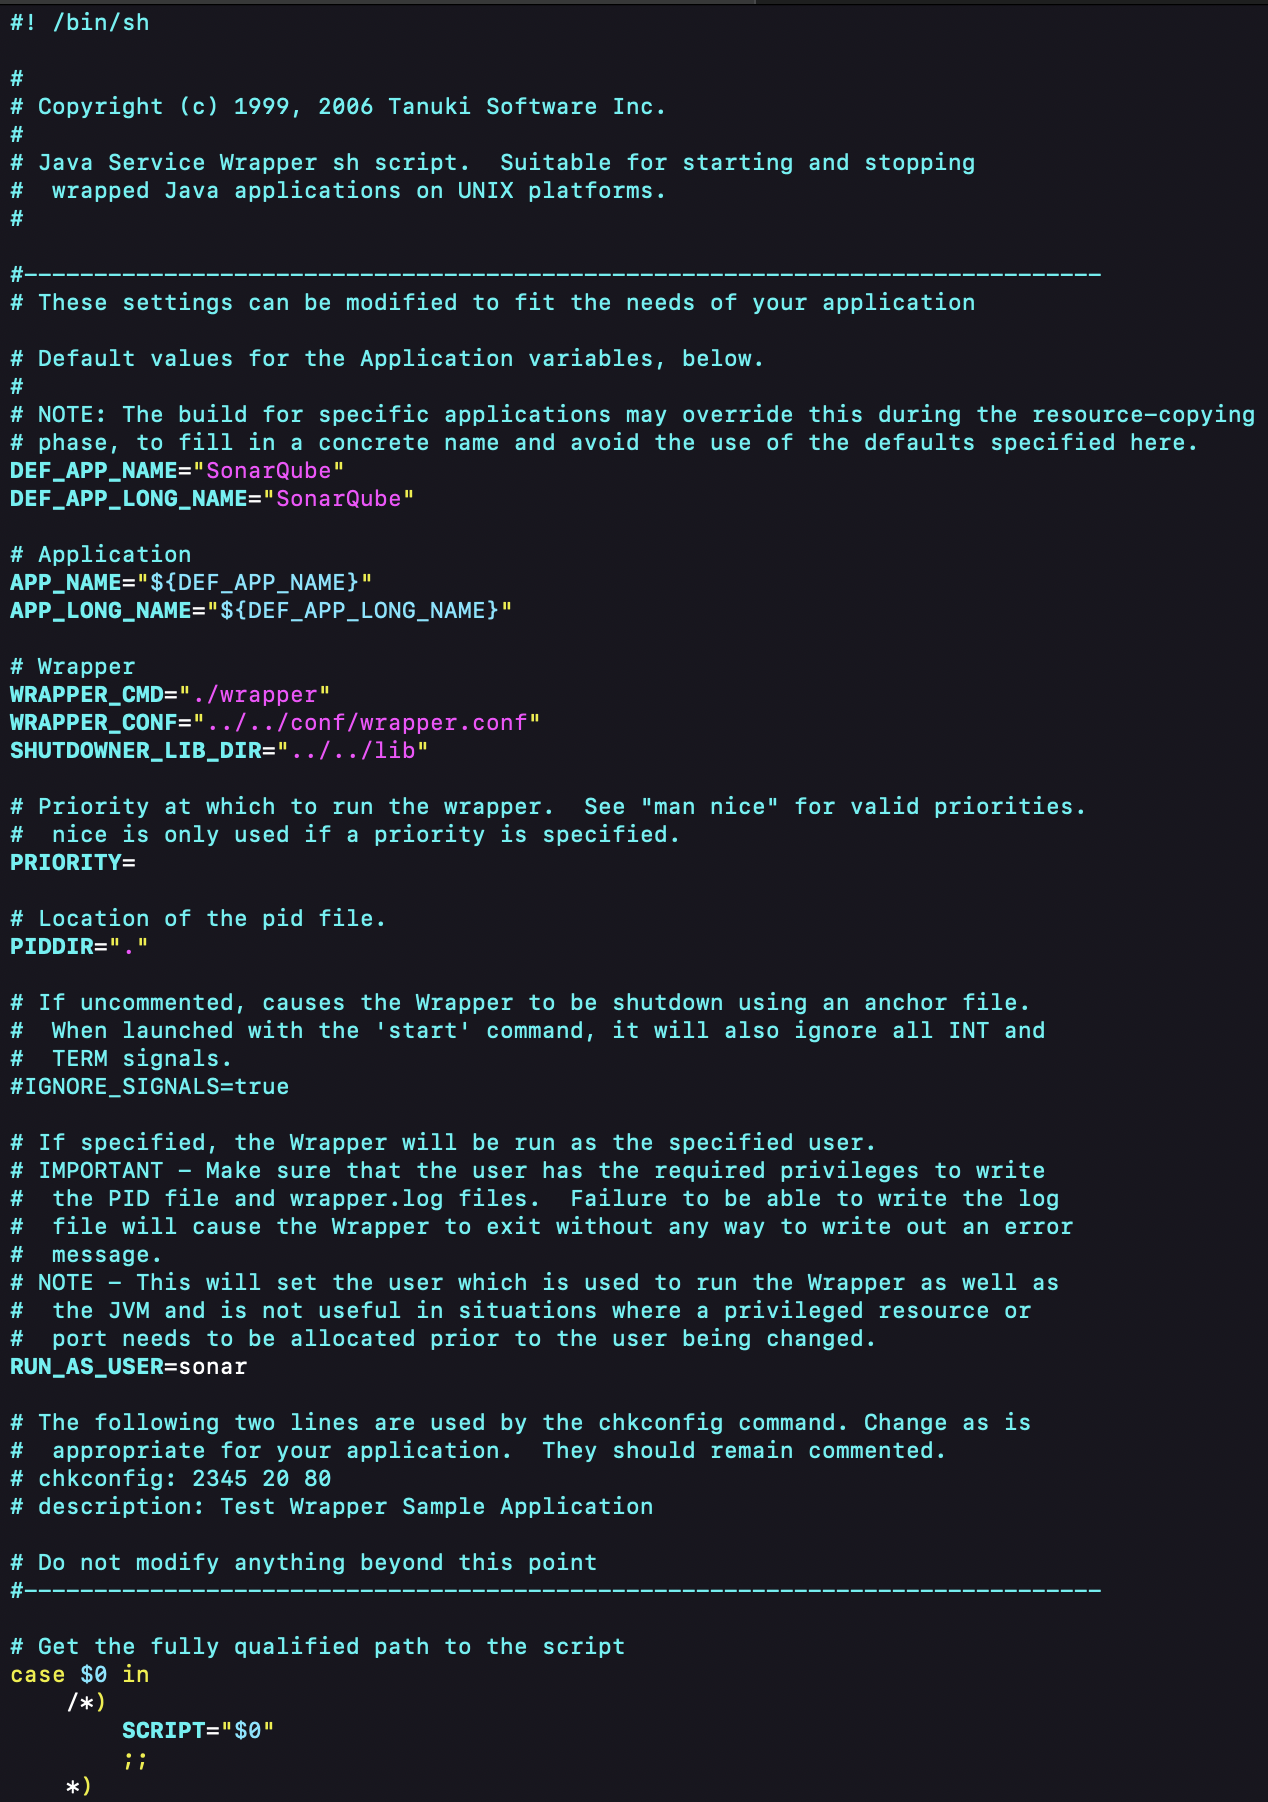 #! /bin/sh
#
# Copyright (c) 1999, 2006 Tanuki Software Inc.
#
# Java Service Wrapper sh script.  Suitable for starting and stopping
#  wrapped Java applications on UNIX platforms.
#
#-----------------------------------------------------------------------------
# These settings can be modified to fit the needs of your application
# Default values for the Application variables, below.
#
# NOTE: The build for specific applications may override this during the resource-copying
# phase, to fill in a concrete name and avoid the use of the defaults specified here.
DEF_APP_NAME="SonarQube"
DEF_APP_LONG_NAME="SonarQube"
# Application
APP_NAME="${DEF_APP_NAME}"
APP_LONG_NAME="${DEF_APP_LONG_NAME}"
# Wrapper
WRAPPER_CMD="./wrapper"
WRAPPER_CONF="../../conf/wrapper.conf"
SHUTDOWNER_LIB_DIR="../../lib"
# Priority at which to run the wrapper.  See "man nice" for valid priorities.
#  nice is only used if a priority is specified.
PRIORITY=
# Location of the pid file.
PIDDIR="."
# If uncommented, causes the Wrapper to be shutdown using an anchor file.
#  When launched with the 'start' command, it will also ignore all INT and
#  TERM signals.
#IGNORE_SIGNALS=true
# If specified, the Wrapper will be run as the specified user.
# IMPORTANT - Make sure that the user has the required privileges to write
#  the PID file and wrapper.log files.  Failure to be able to write the log
#  file will cause the Wrapper to exit without any way to write out an error
#  message.
# NOTE - This will set the user which is used to run the Wrapper as well as
#  the JVM and is not useful in situations where a privileged resource or
#  port needs to be allocated prior to the user being changed.
RUN_AS_USER=sonar
# The following two lines are used by the chkconfig command. Change as is
#  appropriate for your application.  They should remain commented.
# chkconfig: 2345 20 80
# description: Test Wrapper Sample Application
# Do not modify anything beyond this point
#-----------------------------------------------------------------------------
# Get the fully qualified path to the script
case $0 in
    /*)
        SCRIPT="$0"
        ;;
    *)